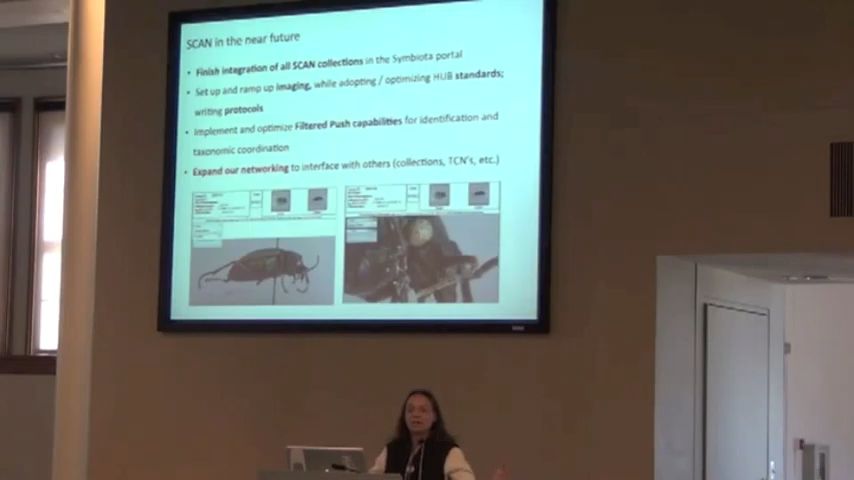 SCAN in the near future
• Finish integration of all SCAN collections in the Symbiota portal
• Set up and ramp up imaging, while adopting / optimizing HUB standards;
writing protocols
• Implement and optimize Filtered Push capabilities for identification and
taxonomic coordination
• Expand our networking to interface with others (collections, TCN's, etc.)